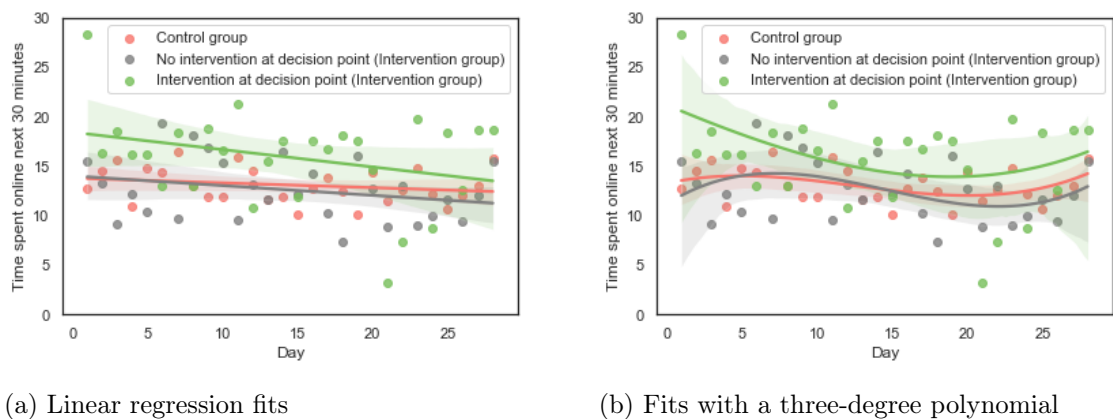 30
25
20
15
10
5
0
Time spent online next 30 minutes
Control group
No intervention at decision point (Intervention group)
Intervention at decision point (Intervention group)
0 5 10 15 20 25
Day
(a) Linear regression fits
30
25
20
15
10
5
0
Time spent online next 30 minutes
Control group
No intervention at decision point (Intervention group)
Intervention at decision point (Intervention group)
0 5 10 15 20 25
Day
(b) Fits with a three-degree polynomial